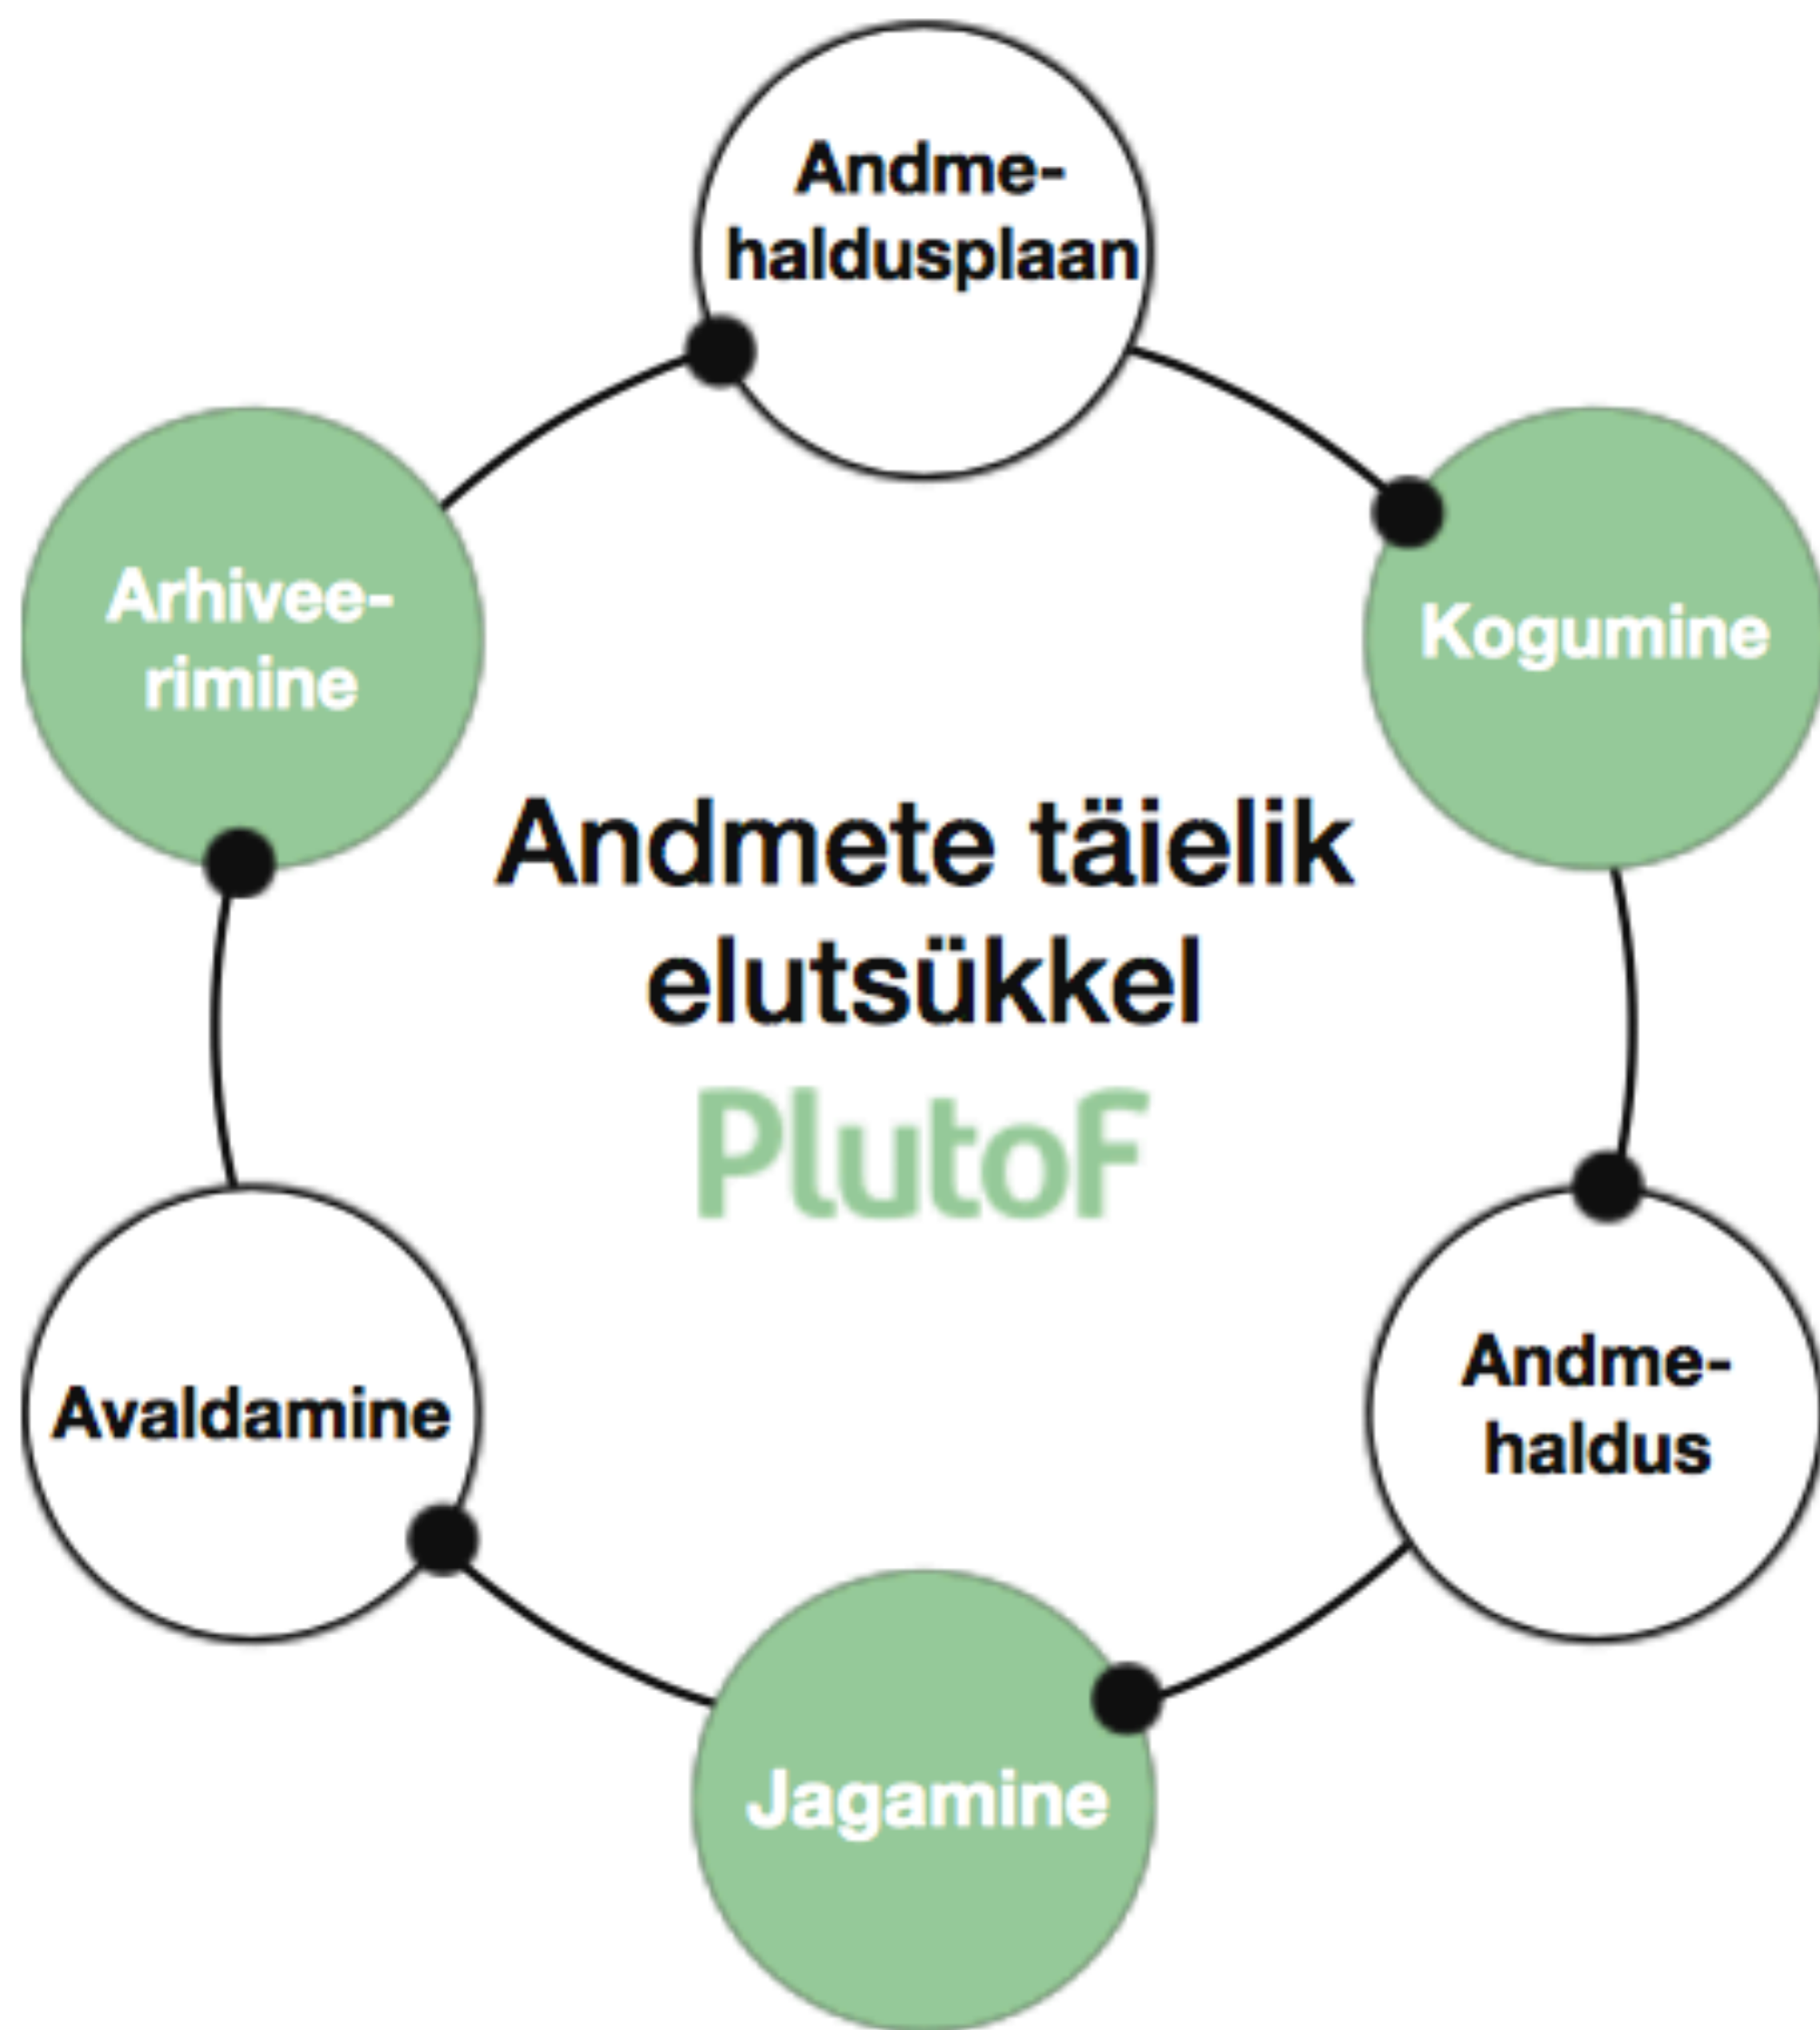 Andme-
haldusplaan
Kogumine
Andme-
haldus
Jagamine
Avaldamine
Arhivee-
rimine
Andmete täielik
elutsükkel
PlutoF